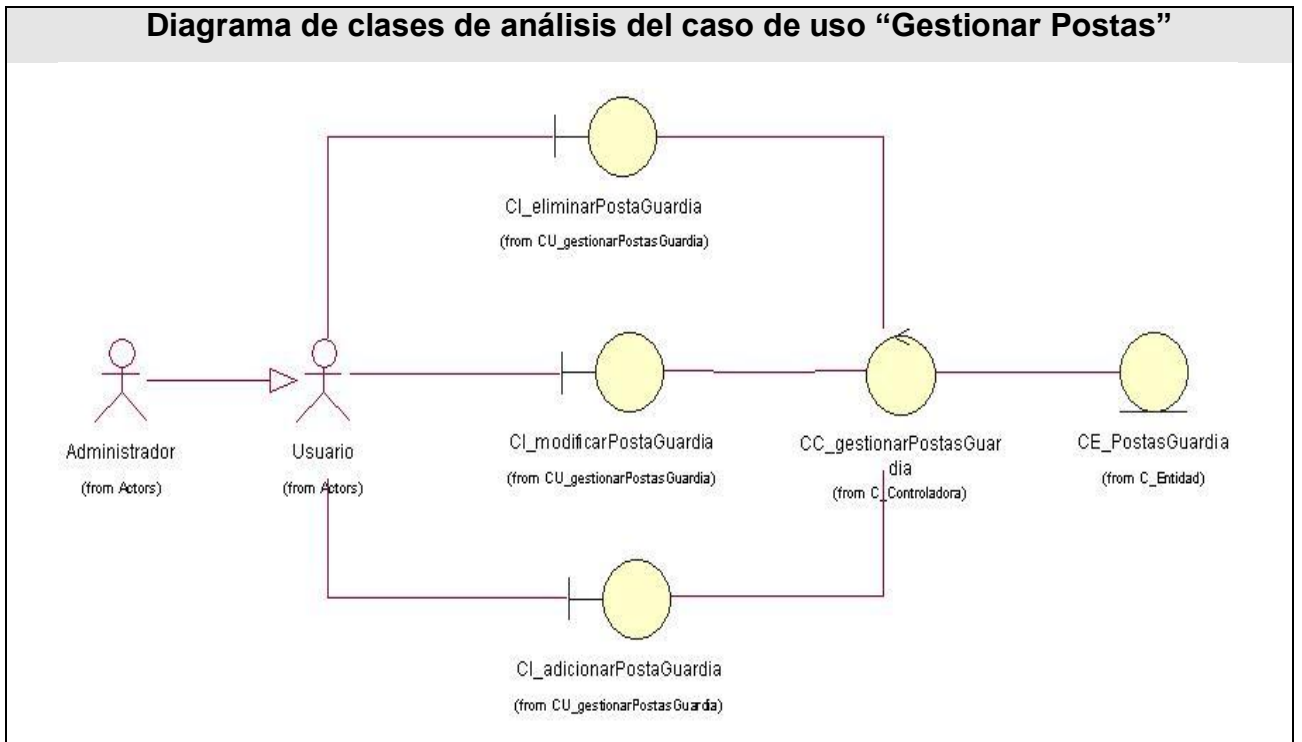 Diagrama de clases de análisis del caso de uso “Gestionar Postas”
CI_eliminarPostaGuardia
(from CU_gestionarPostasGuardia)
Administrador
(from Actors)
Usuario
(from Actors)
CI_modificarPostaGuardia
(from CU_gestionarPostasGuardia)
CC_gestionarPostasGuar
dia
(from C_Controladora)
CE_PostasGuardia
(from C_Entidad)
CI_adicionarPostaGuardia
(from CU_gestionarPostasGuardia)